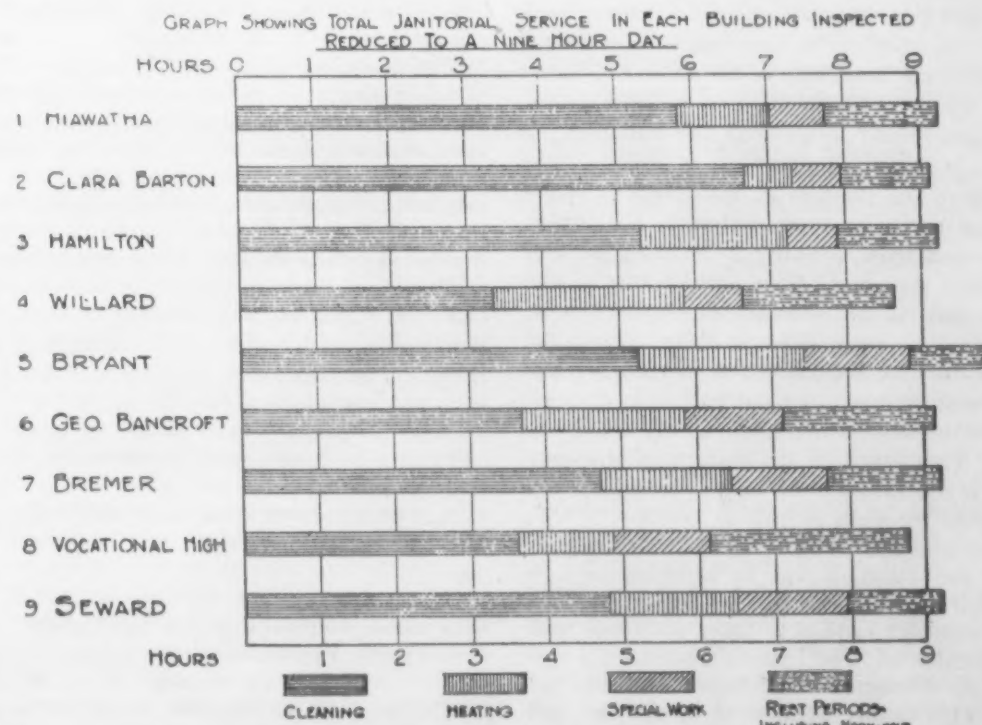 GRAPH SHOWING TOTAL JANITORIAL SERVICE IN EACH BUILDING INSPECTED
REDUCED TO A NINE HOUR DAY
HOURS 0 1 2 3 4 5 6 7 8 9
1 HIAWATHA
2 CLARA BARTON
3 HAMILTON
4 WILLARD
5 BRYANT
6 GEO. BANCROFT
7 BREMER
8 VOCATIONAL HIGH
9 SEWARD
HOURS 1 2 3 4 5 6 7 8 9
CLEANING HEATING SPECIAL WORK REST PERIODS-
INCLUDING NOON